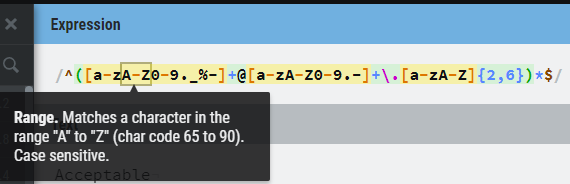 Expression
/^([a-zA-Z0-9._%-]+@[a-zA-Z0-9.-]+\.[a-zA-Z]{2,6})*$/
Range. Matches a character in the
range "A" to "Z" (char code 65 to 90).
Case sensitive.
Acceptable